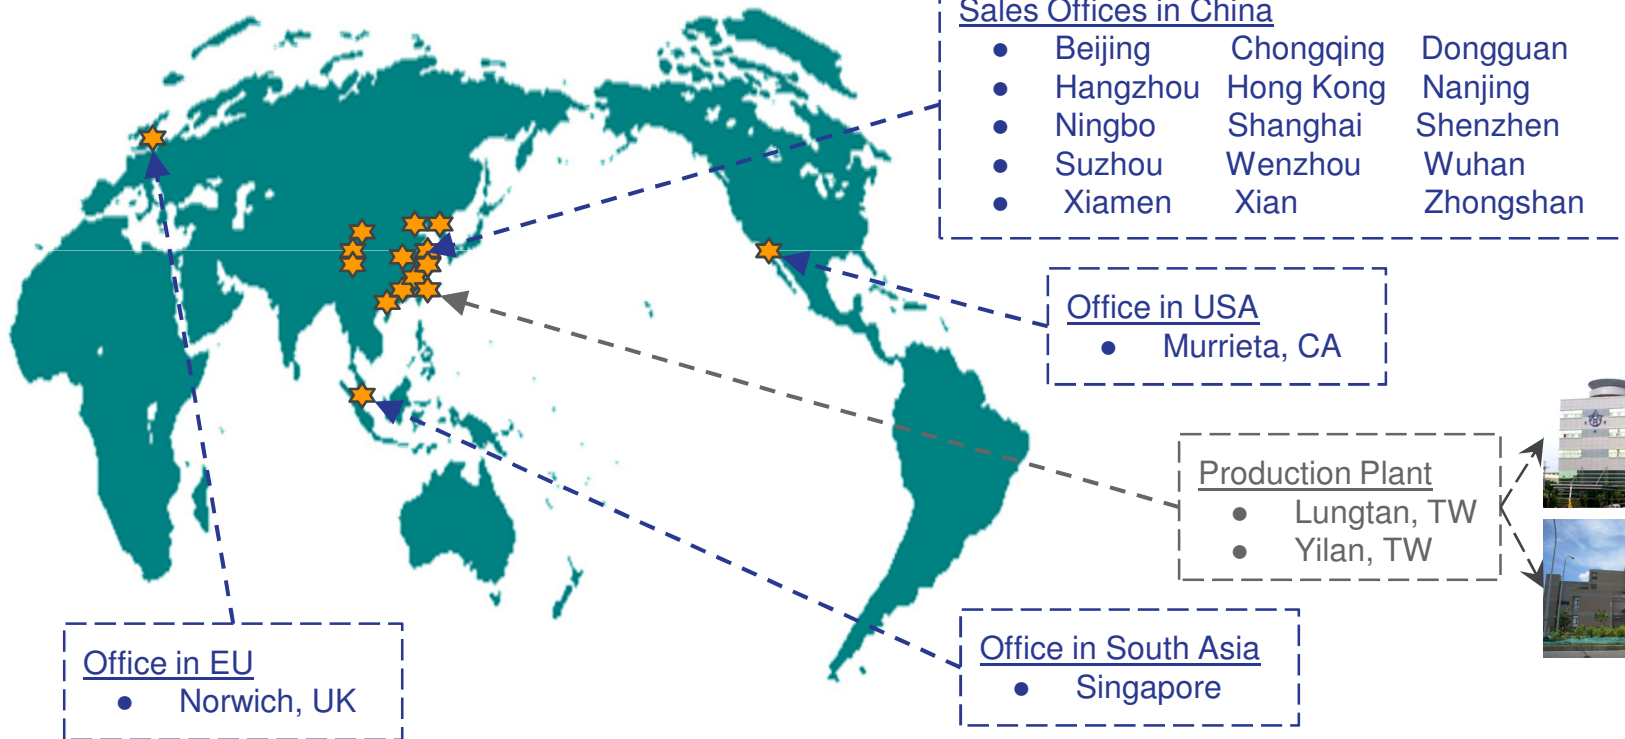 Sales Offices in China
● Beijing Chongqing Dongguan
● Hangzhou Hong Kong Nanjing
● Ningbo Shanghai Shenzhen
● Suzhou Wenzhou Wuhan
● Xiamen Xian Zhongshan
Office in USA
● Murrieta, CA
Production Plant
● Lungtan, TW
● Yilan, TW
Office in South Asia
● Singapore
Office in EU
● Norwich, UK